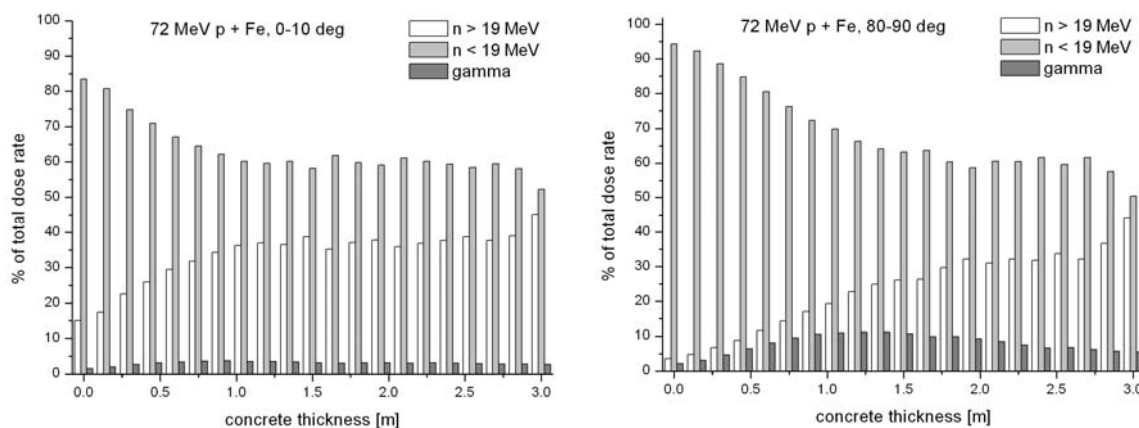 72 MeV p + Fe, 0-10 deg
n > 19 MeV
n < 19 MeV
gamma
100
90
80
70
60
50
40
30
20
10
0
% of total dose rate
0.0 0.5 1.0 1.5 2.0 2.5 3.0
concrete thickness [m]
72 MeV p + Fe, 80-90 deg
n > 19 MeV
n < 19 MeV
gamma
100
90
80
70
60
50
40
30
20
10
0
% of total dose rate
0.0 0.5 1.0 1.5 2.0 2.5 3.0
concrete thickness [m]